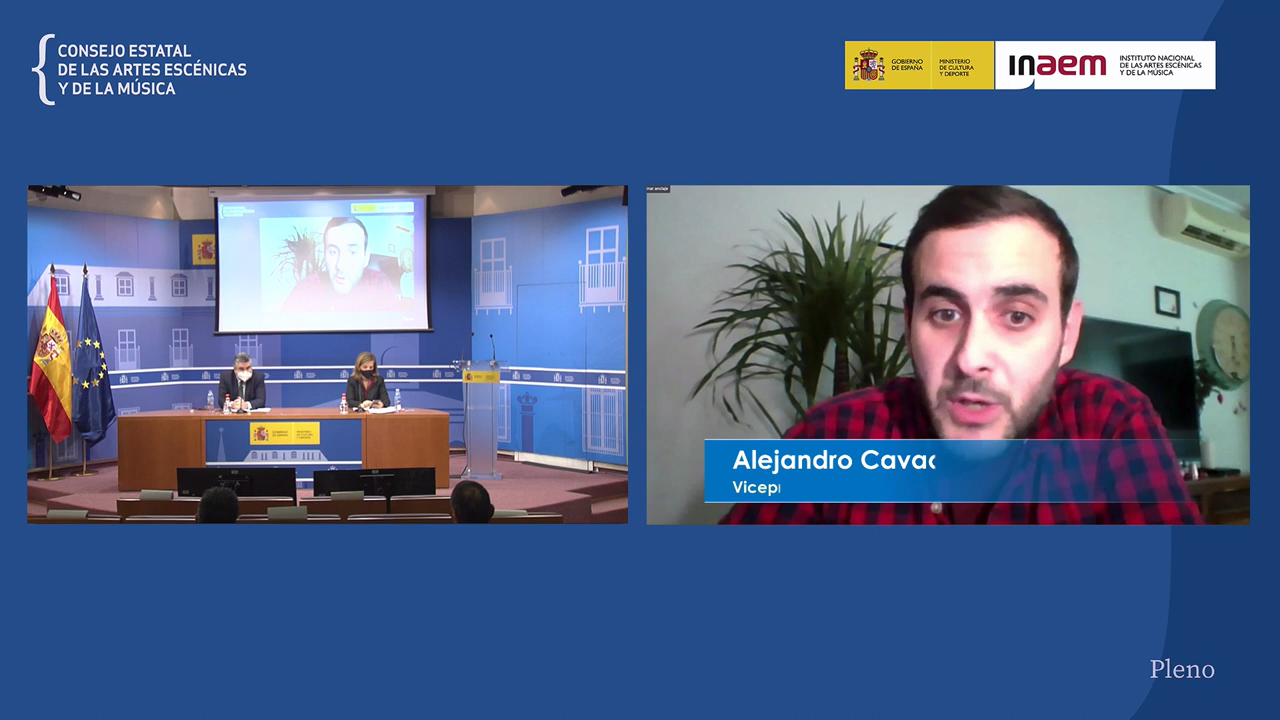 CONSEJO ESTATAL
DE LAS ARTES ESCÉNICAS
Y DE LA MÚSICA
GOBIERNO
DE ESPAÑA
MINISTERIO
DE CULTURA
Y DEPORTE
inaem
INSTITUTO NACIONAL
DE LAS ARTES ESCÉNICAS
Y DE LA MÚSICA
Alejandro Cavac
Vicep
Pleno